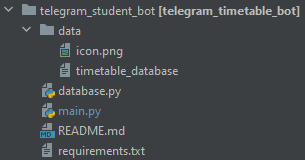 telegram_student_bot [telegram_timetable_bot]
data
icon.png
timetable_database
database.py
main.py
README.md
requirements.txt